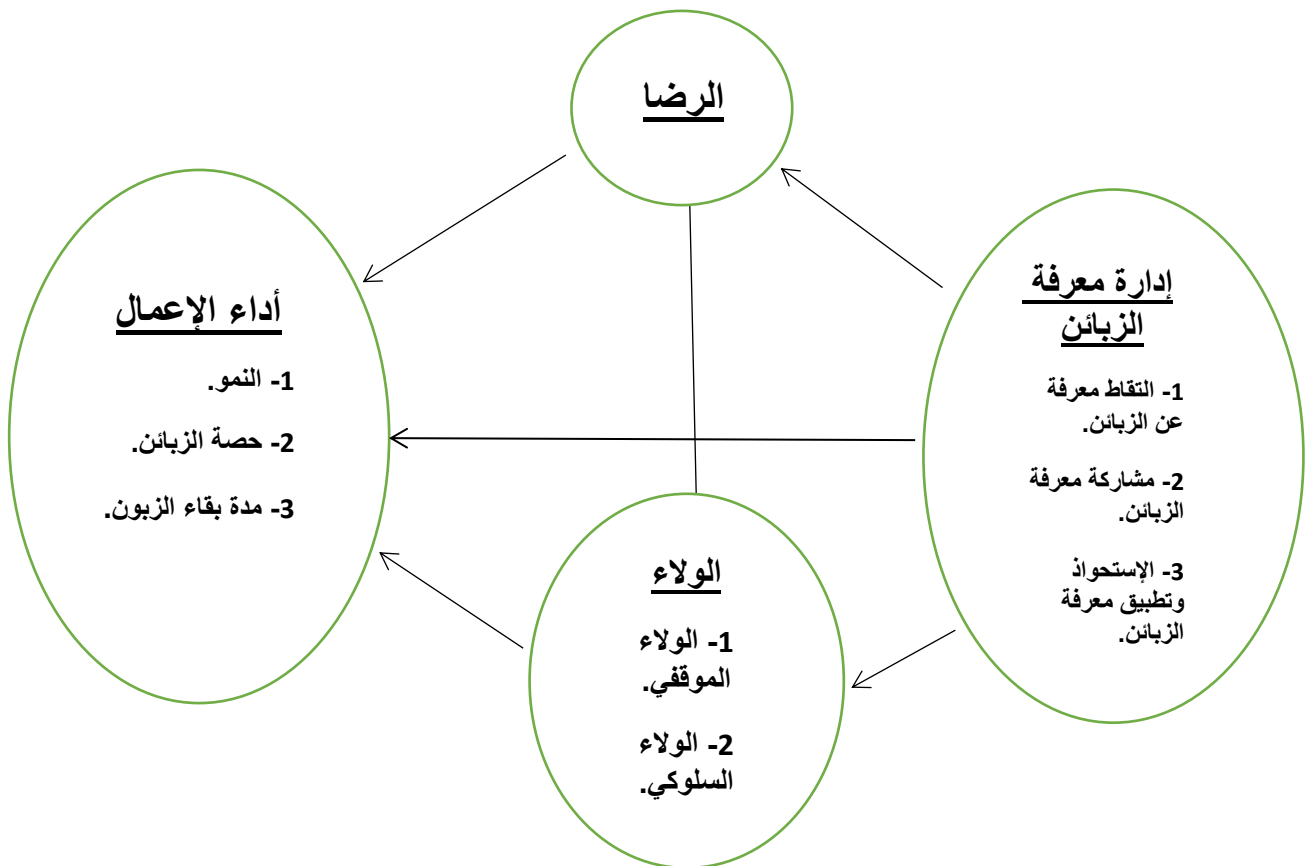 الرضا
إدارة معرفة
الزبائن
1- التقاط معرفة
عن الزبائن.
2- مشاركة معرفة
الزبائن.
3- الإستحواذ
وتطبيق معرفة
الزبائن.
أداء الإعمال
1- النمو.
2- حصة الزبائن.
3- مدة بقاء الزبون.
الولاء
1- الولاء
الموقفي.
2- الولاء
السلوكي.